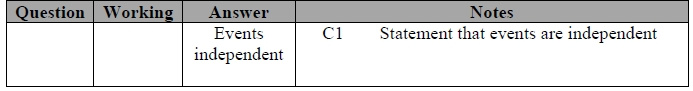 Question Working Answer Notes
Events independent C1 Statement that events are independent